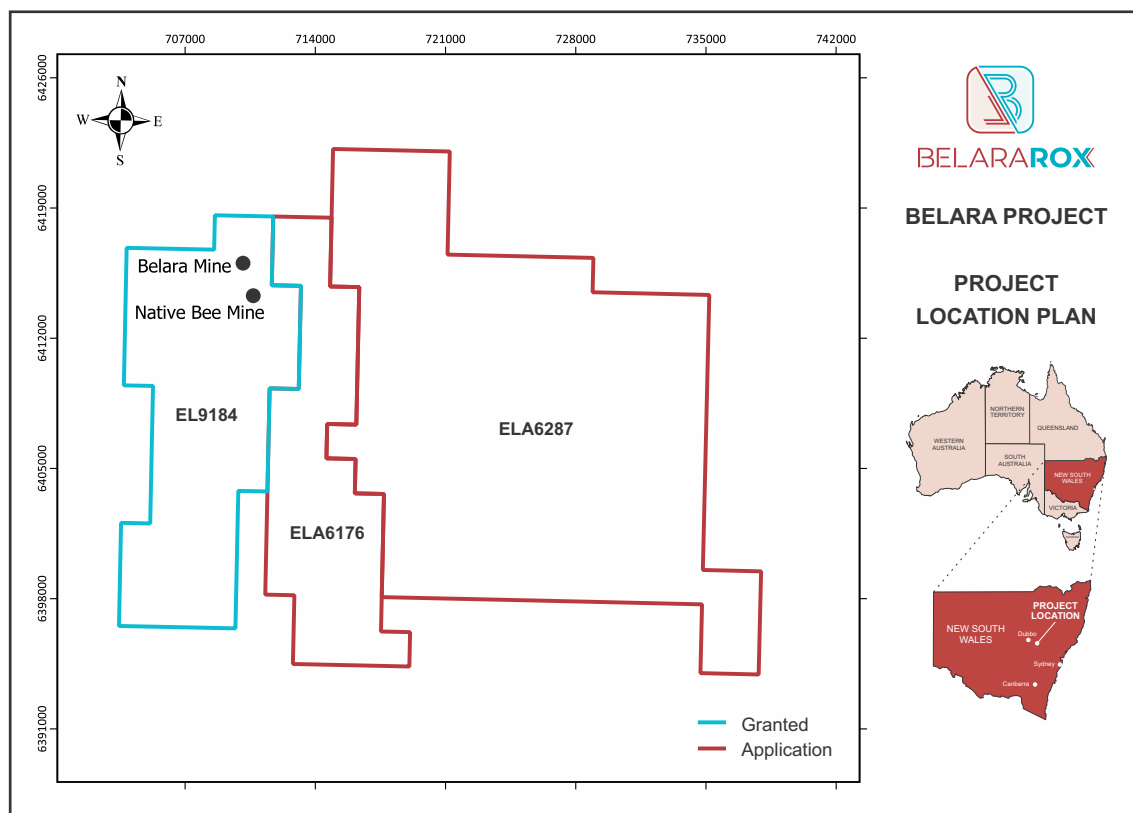 707000 714000 721000 728000 735000 742000
6426000
6419000
6412000
6405000
6398000
6391000
N
W E
S
Belara Mine
Native Bee Mine
EL9184
ELA6287
ELA6176
Granted
Application
BELARAROX
BELARA PROJECT
PROJECT
LOCATION PLAN
NORTHERN
TERRITORY
QUEENSLAND
WESTERN
AUSTRALIA
SOUTH
AUSTRALIA
NEW SOUTH
WALES
VICTORIA
PROJECT
LOCATION
NEW SOUTH
WALES
Dubbo
Sydney
Canberra